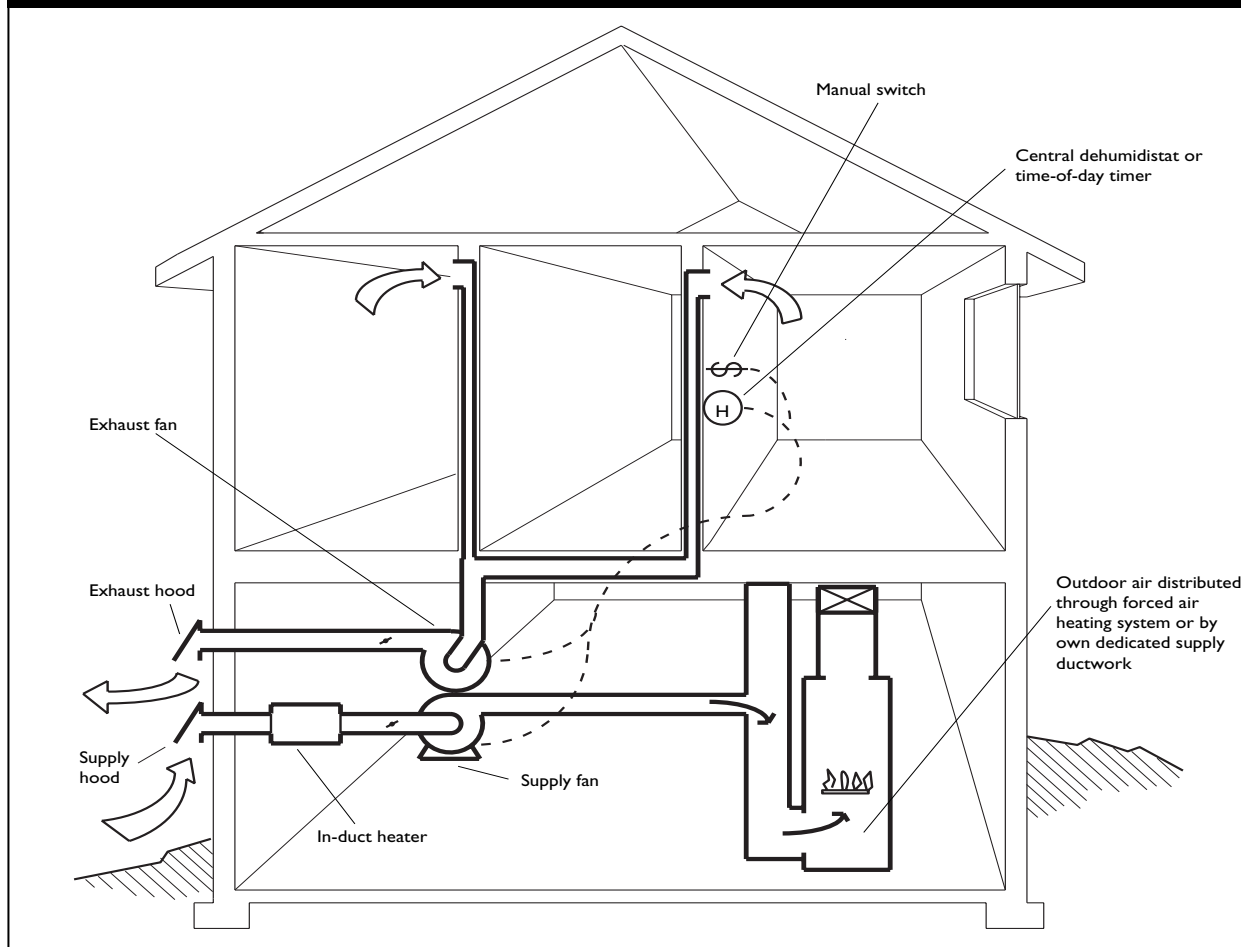 Manual switch
Central dehumidistat or
time-of-day timer
H
Exhaust fan
Exhaust hood
Outdoor air distributed
through forced air
heating system or by
own dedicated supply
ductwork
Supply
hood
Supply fan
In-duct heater